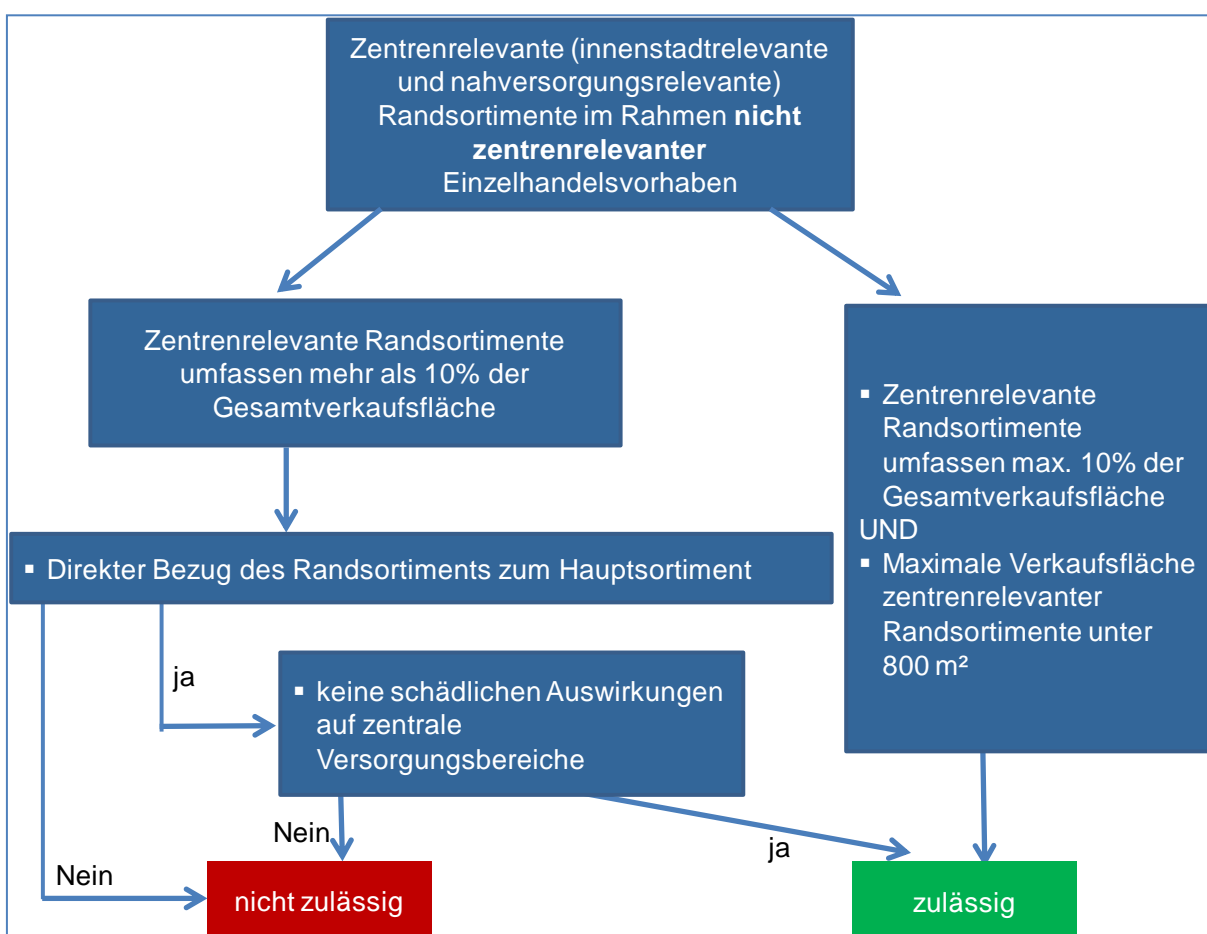 Zentrenrelevante (innenstadtrelevante
und nahversorgungsrelevante)
Randsortimente im Rahmen nicht
zentrenrelevanter
Einzelhandelsvorhaben
Zentrenrelevante Randsortimente
umfassen mehr als 10% der
Gesamtverkaufsfläche
▪ Zentrenrelevante
Randsortimente
umfassen max. 10% der
Gesamtverkaufsfläche
UND
▪ Maximale Verkaufsfläche
zentrenrelevanter
Randsortimente unter
800 m²
▪ Direkter Bezug des Randsortiments zum Hauptsortiment
ja
▪ keine schädlichen Auswirkungen
auf zentrale
Versorgungsbereiche
Nein
ja
Nein
nicht zulässig
zulässig